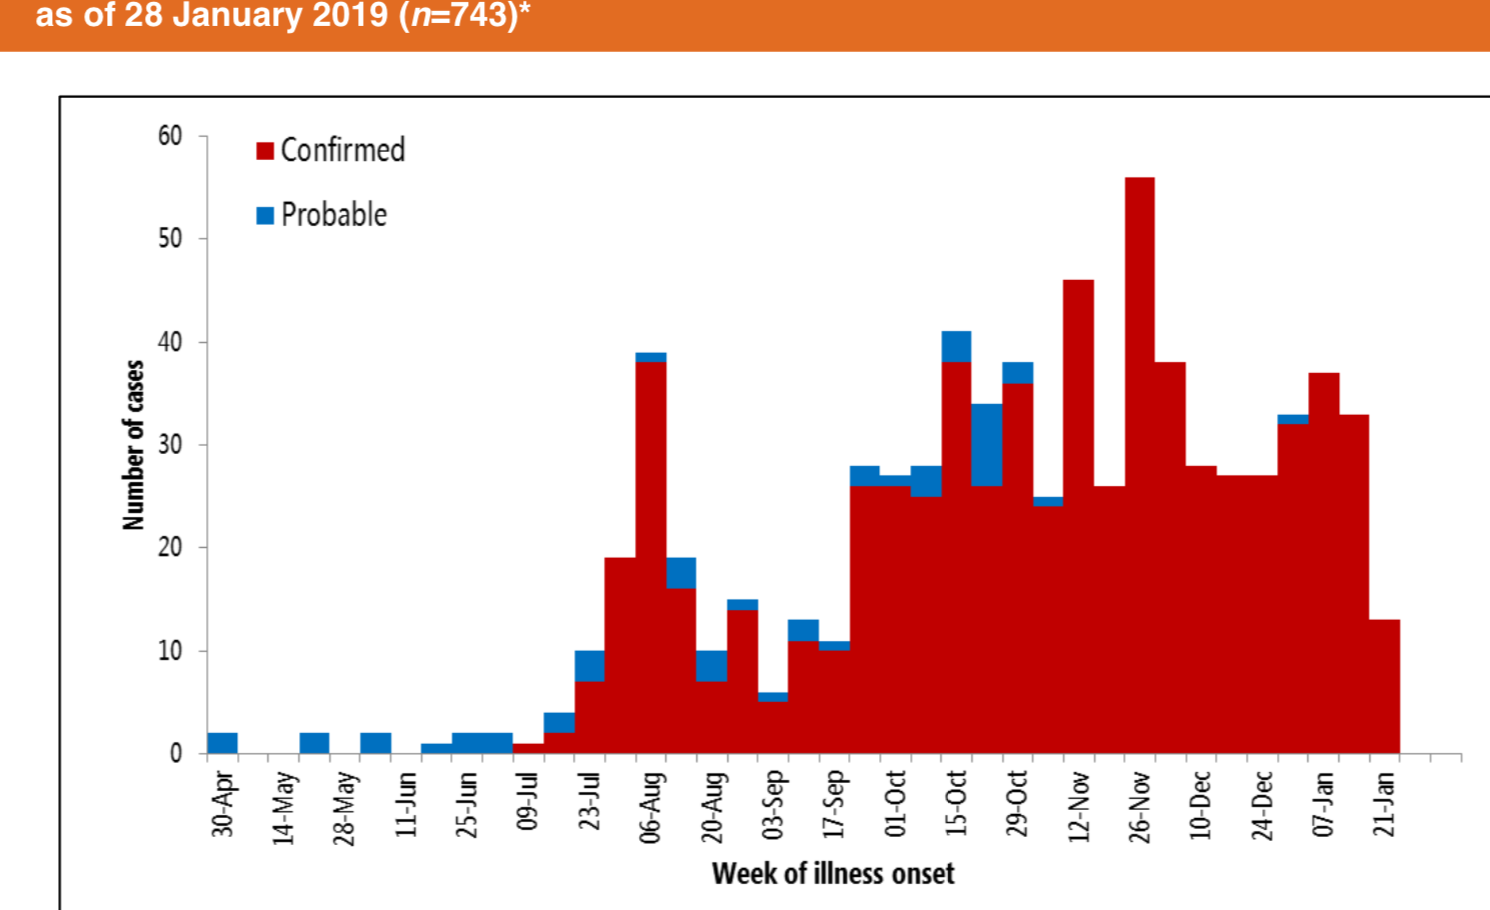 as of 28 January 2019 (n=743)*
60
Confirmed
Probable
50
40
30
20
10
0
Number of cases
30-Apr
14-May
28-May
11-Jun
25-Jun
09-Jul
23-Jul
06-Aug
20-Aug
03-Sep
17-Sep
01-Oct
15-Oct
29-Oct
12-Nov
26-Nov
10-Dec
24-Dec
07-Jan
21-Jan
Week of illness onset